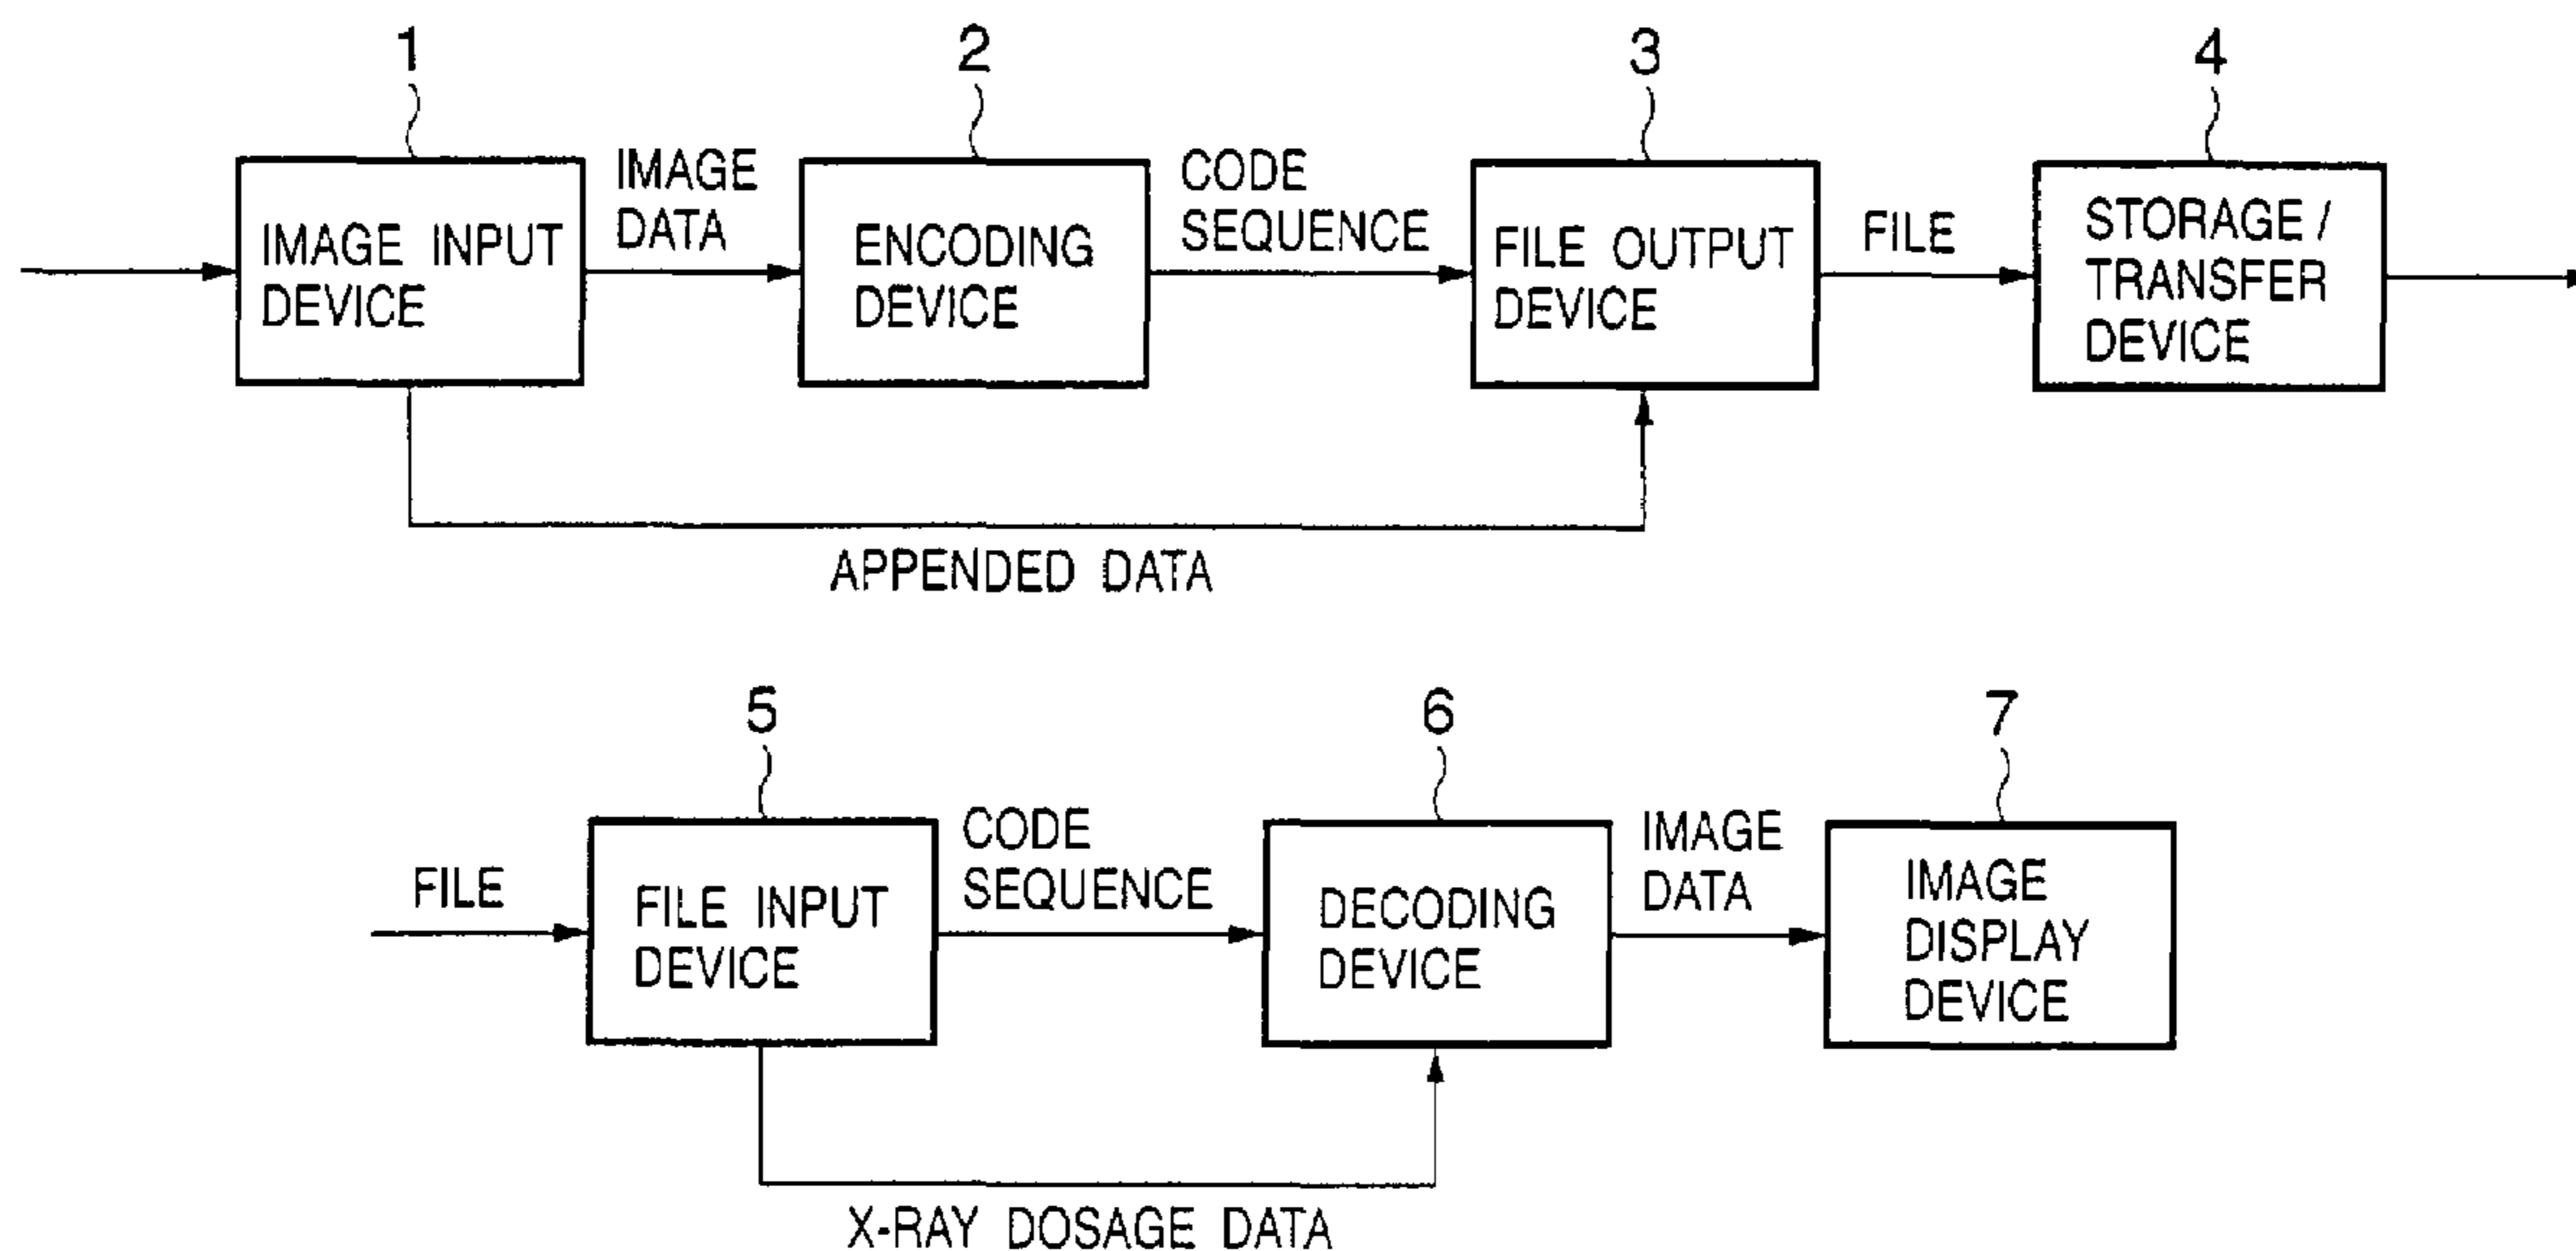 1
2
3
4
IMAGE INPUT
DEVICE
IMAGE
DATA
ENCODING
DEVICE
CODE
SEQUENCE
FILE OUTPUT
DEVICE
FILE
STORAGE /
TRANSFER
DEVICE
APPENDED DATA
5
6
7
FILE
FILE INPUT
DEVICE
CODE
SEQUENCE
DECODING
DEVICE
IMAGE
DATA
IMAGE
DISPLAY
DEVICE
X-RAY DOSAGE DATA